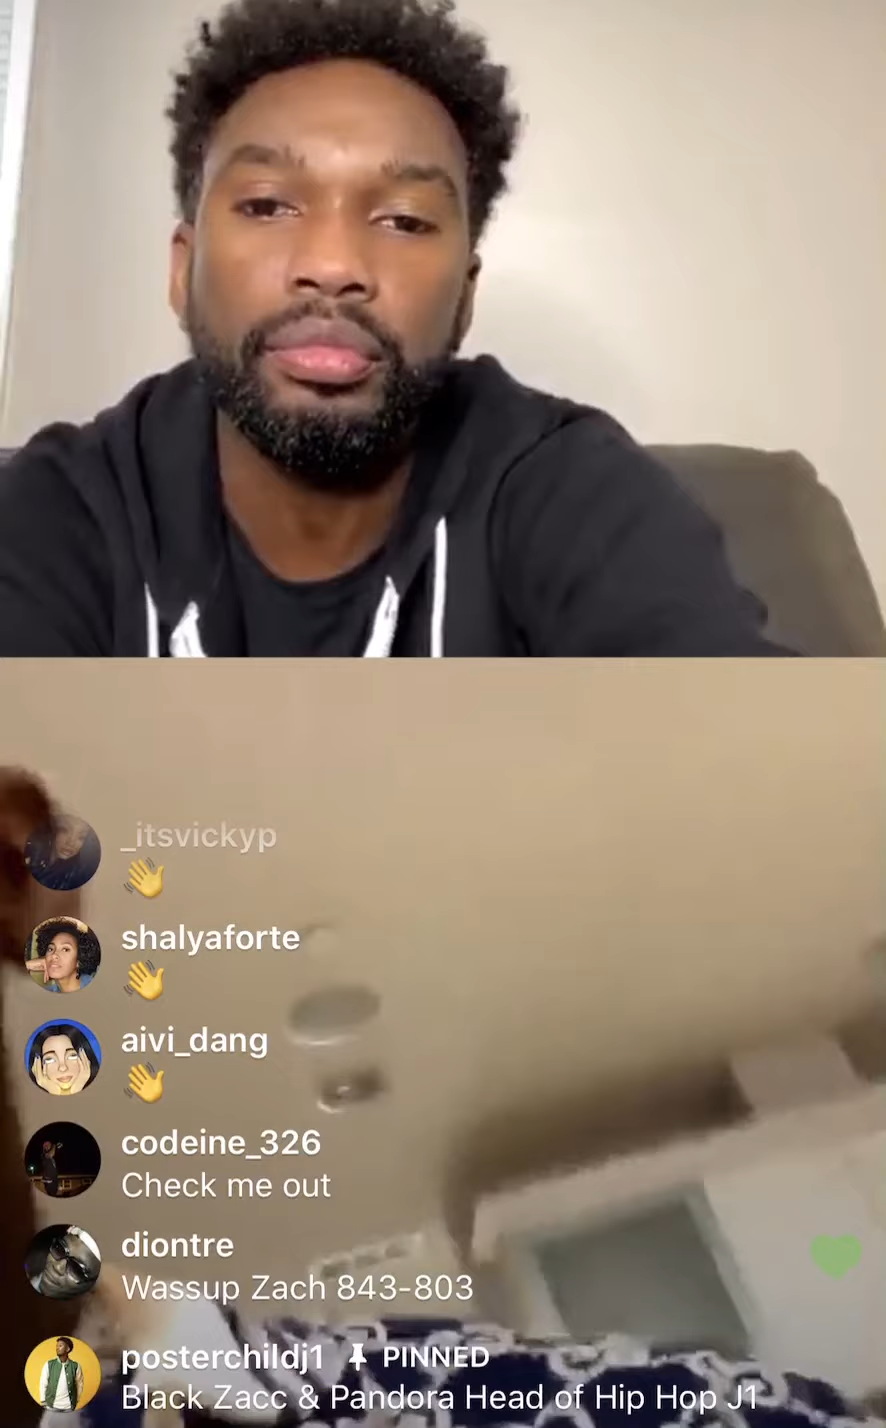 _itsvickyp
👋
shalyaforte
👋
aivi_dang
👋
codeine_326
Check me out
diontre
Wassup Zach 843-803
posterchildj1 📌 PINNED
Black Zacc & Pandora Head of Hip Hop J1